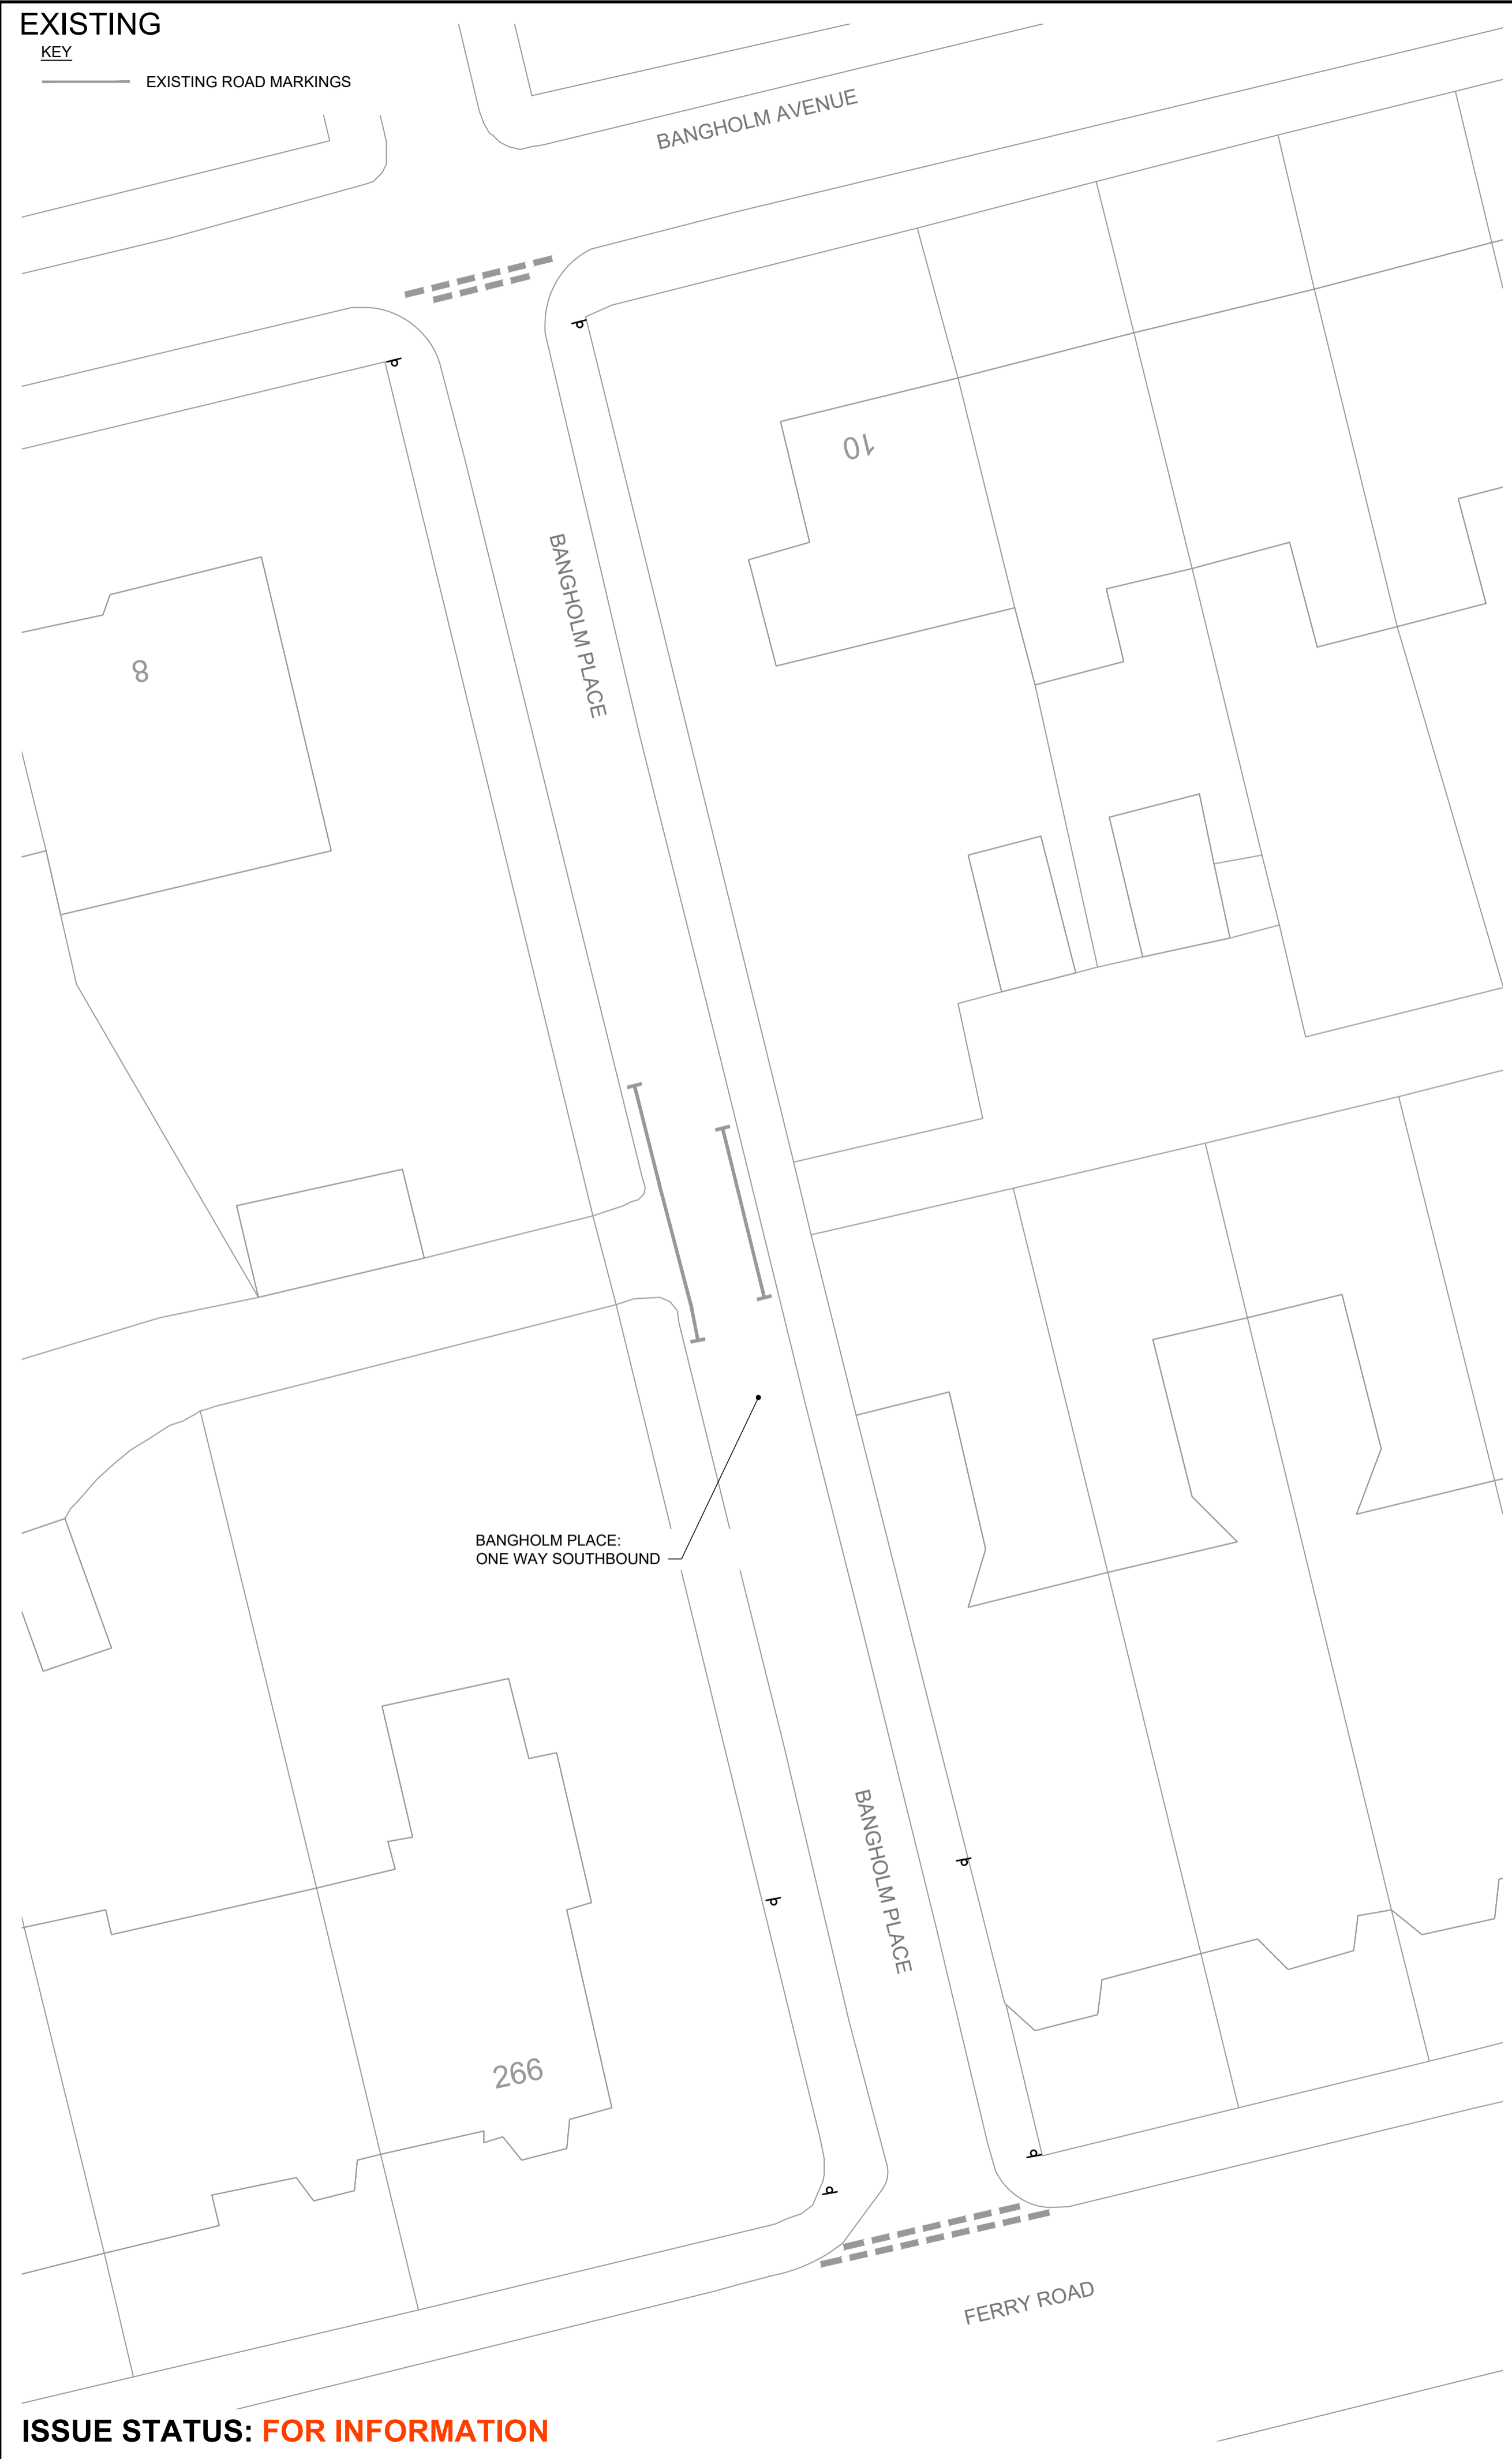 EXISTING
KEY
EXISTING ROAD MARKINGS
BANGHOLM AVENUE
10
BANGHOLM PLACE
8
BANGHOLM PLACE:
ONE WAY SOUTHBOUND
BANGHOLM PLACE
266
FERRY ROAD
ISSUE STATUS: FOR INFORMATION